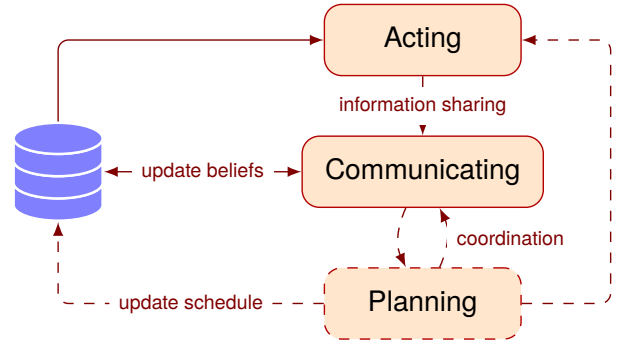 Acting
information sharing
Communicating
update beliefs
coordination
Planning
update schedule